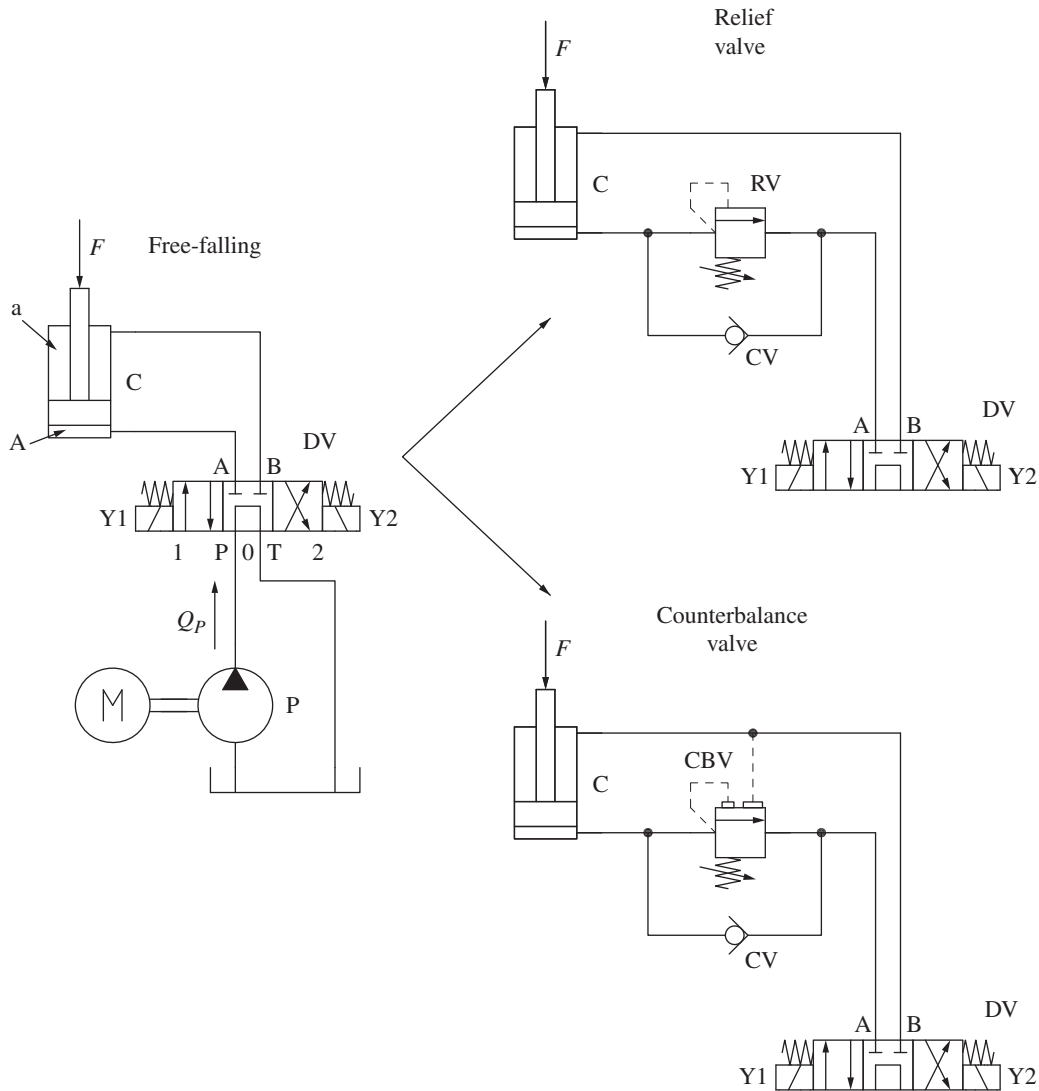 Relief
valve
F
C
RV
CV
A B
DV
Y1
Y2
F
Free-falling
a
C
A
DV
A B
Y1
Y2
1 P 0 T 2
Q_P
M
P
Counterbalance
valve
F
CBV
C
CV
A B
DV
Y1
Y2